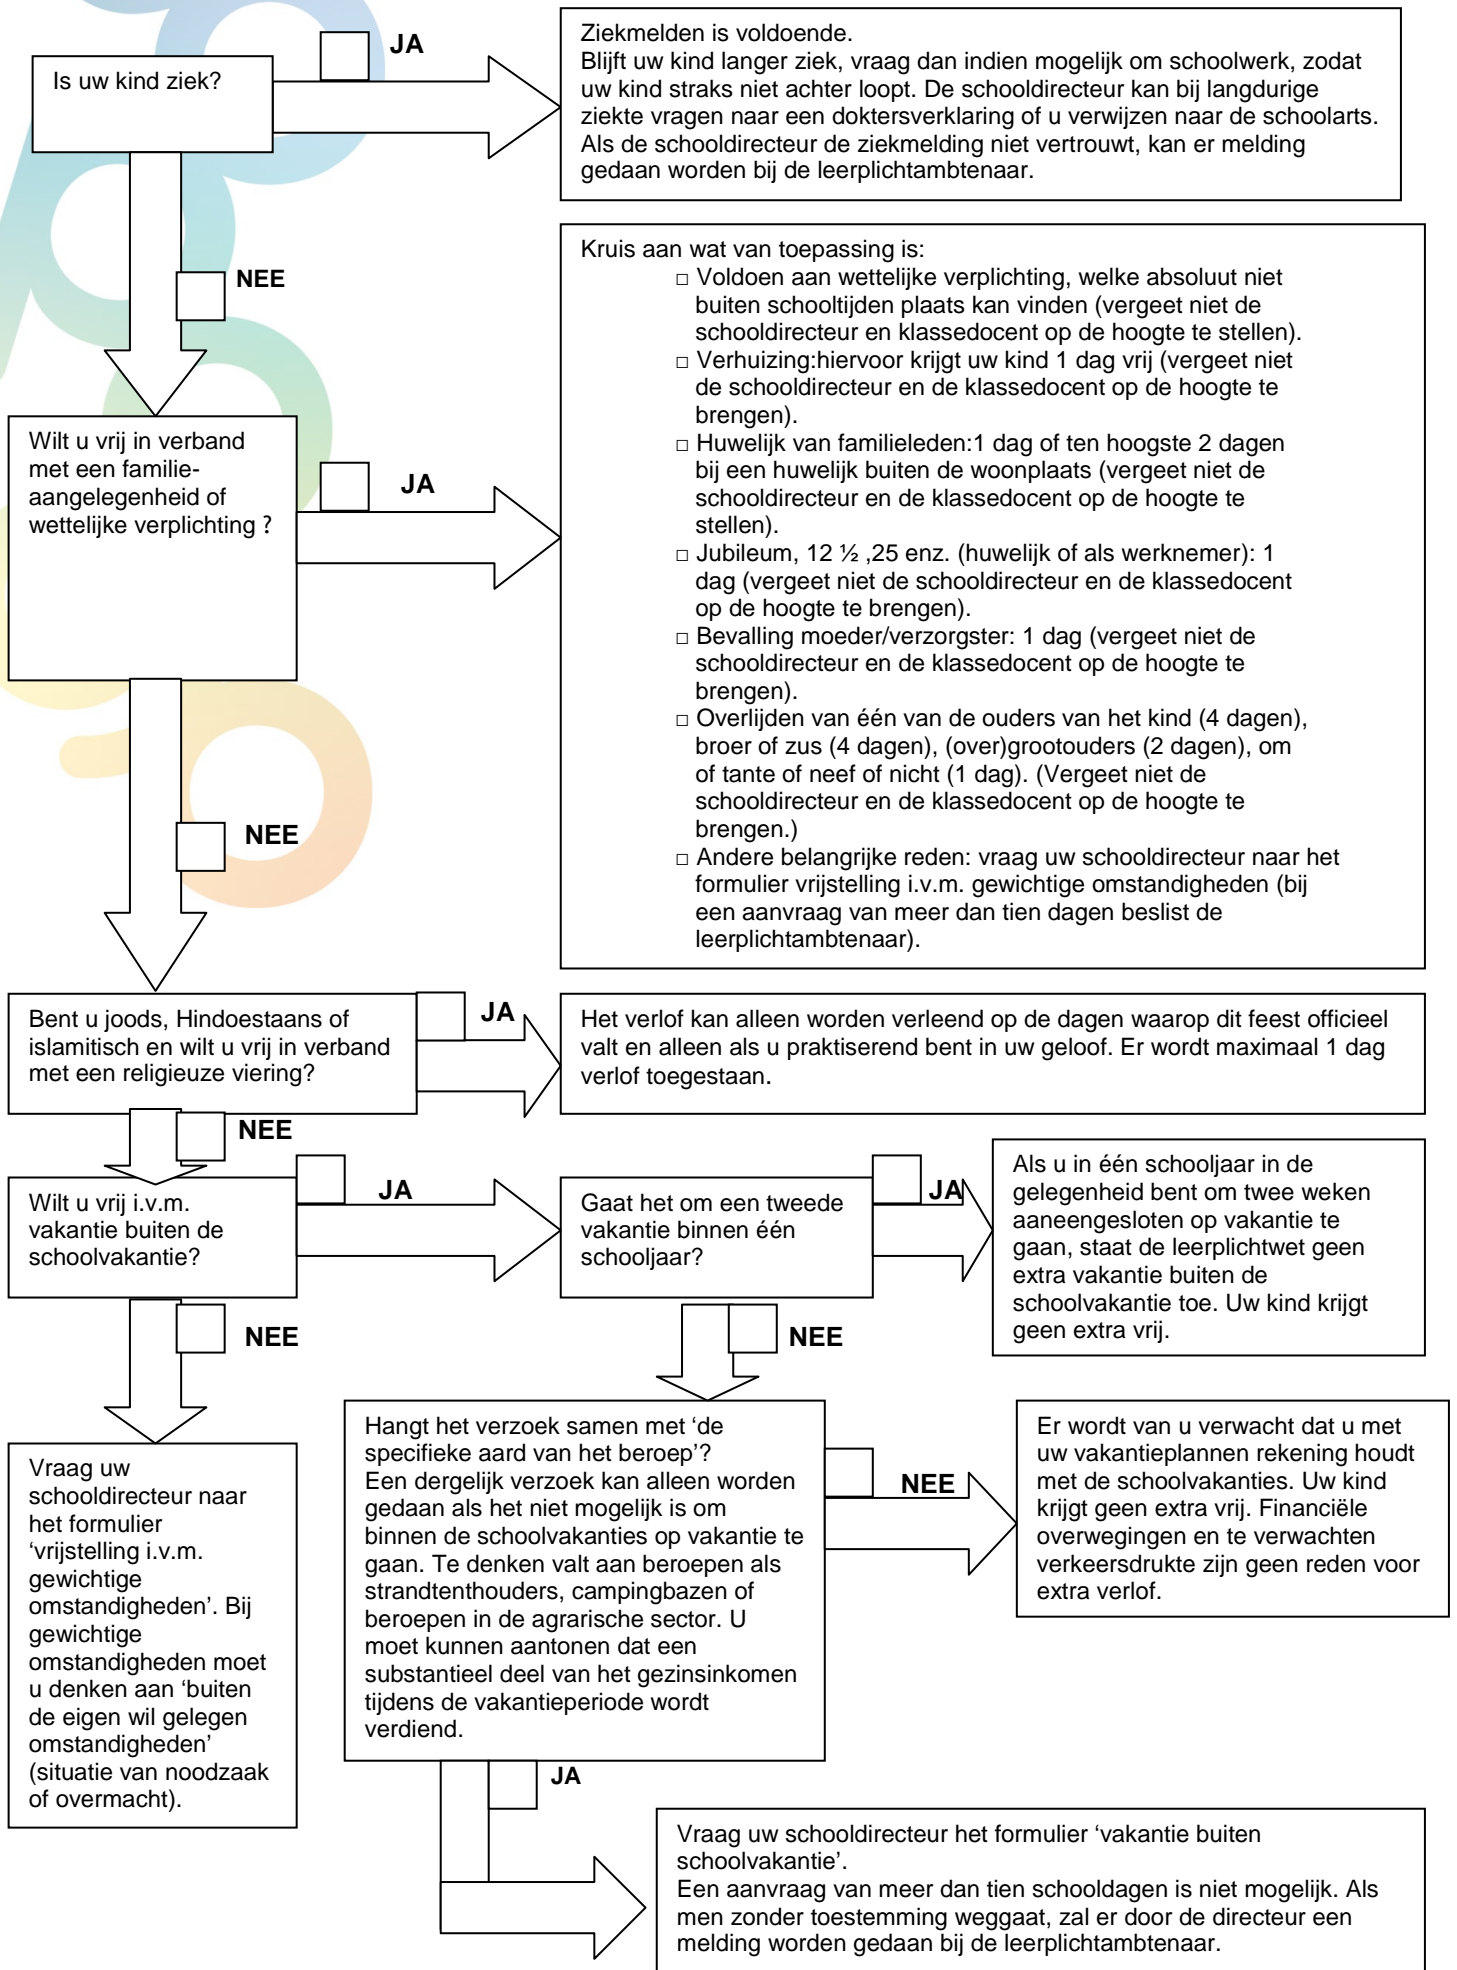 Is uw kind ziek?
JA
Ziekmelden is voldoende.
Blijft uw kind langer ziek, vraag dan indien mogelijk om schoolwerk, zodat
uw kind straks niet achter loopt. De schooldirecteur kan bij langdurige
ziekte vragen naar een doktersverklaring of u verwijzen naar de schoolarts.
Als de schooldirecteur de ziekmelding niet vertrouwt, kan er melding
gedaan worden bij de leerplichtambtenaar.
NEE
Wilt u vrij in verband
met een familie-
aangelegenheid of
wettelijke verplichting ?
JA
Kruis aan wat van toepassing is:
□ Voldoen aan wettelijke verplichting, welke absoluut niet
buiten schooltijden plaats kan vinden (vergeet niet de
schooldirecteur en klassedocent op de hoogte te stellen).
□ Verhuizing:hiervoor krijgt uw kind 1 dag vrij (vergeet niet
de schooldirecteur en de klassedocent op de hoogte te
brengen).
□ Huwelijk van familieleden:1 dag of ten hoogste 2 dagen
bij een huwelijk buiten de woonplaats (vergeet niet de
schooldirecteur en de klassedocent op de hoogte te
stellen).
□ Jubileum, 12 ½ ,25 enz. (huwelijk of als werknemer): 1
dag (vergeet niet de schooldirecteur en de klassedocent
op de hoogte te brengen).
□ Bevalling moeder/verzorgster: 1 dag (vergeet niet de
schooldirecteur en de klassedocent op de hoogte te
brengen).
□ Overlijden van één van de ouders van het kind (4 dagen),
broer of zus (4 dagen), (over)grootouders (2 dagen), om
of tante of neef of nicht (1 dag). (Vergeet niet de
schooldirecteur en de klassedocent op de hoogte te
brengen.)
□ Andere belangrijke reden: vraag uw schooldirecteur naar het
formulier vrijstelling i.v.m. gewichtige omstandigheden (bij
een aanvraag van meer dan tien dagen beslist de
leerplichtambtenaar).
NEE
Bent u joods, Hindoestaans of
islamitisch en wilt u vrij in verband
met een religieuze viering?
JA
Het verlof kan alleen worden verleend op de dagen waarop dit feest officieel
valt en alleen als u praktiserend bent in uw geloof. Er wordt maximaal 1 dag
verlof toegestaan.
NEE
Wilt u vrij i.v.m.
vakantie buiten de
schoolvakantie?
JA
Gaat het om een tweede
vakantie binnen één
schooljaar?
JA
Als u in één schooljaar in de
gelegenheid bent om twee weken
aaneengesloten op vakantie te
gaan, staat de leerplichtwet geen
extra vakantie buiten de
schoolvakantie toe. Uw kind krijgt
geen extra vrij.
NEE
NEE
Vraag uw
schooldirecteur naar
het formulier
‘vrijstelling i.v.m.
gewichtige
omstandigheden’. Bij
gewichtige
omstandigheden moet
u denken aan ‘buiten
de eigen wil gelegen
omstandigheden’
(situatie van noodzaak
of overmacht).
Hangt het verzoek samen met ‘de
specifieke aard van het beroep’?
Een dergelijk verzoek kan alleen worden
gedaan als het niet mogelijk is om
binnen de schoolvakanties op vakantie te
gaan. Te denken valt aan beroepen als
strandtenthouders, campingbazen of
beroepen in de agrarische sector. U
moet kunnen aantonen dat een
substantieel deel van het gezinsinkomen
tijdens de vakantieperiode wordt
verdiend.
NEE
Er wordt van u verwacht dat u met
uw vakantieplannen rekening houdt
met de schoolvakanties. Uw kind
krijgt geen extra vrij. Financiële
overwegingen en te verwachten
verkeersdrukte zijn geen reden voor
extra verlof.
JA
Vraag uw schooldirecteur het formulier ‘vakantie buiten
schoolvakantie’.
Een aanvraag van meer dan tien schooldagen is niet mogelijk. Als
men zonder toestemming weggaat, zal er door de directeur een
melding worden gedaan bij de leerplichtambtenaar.